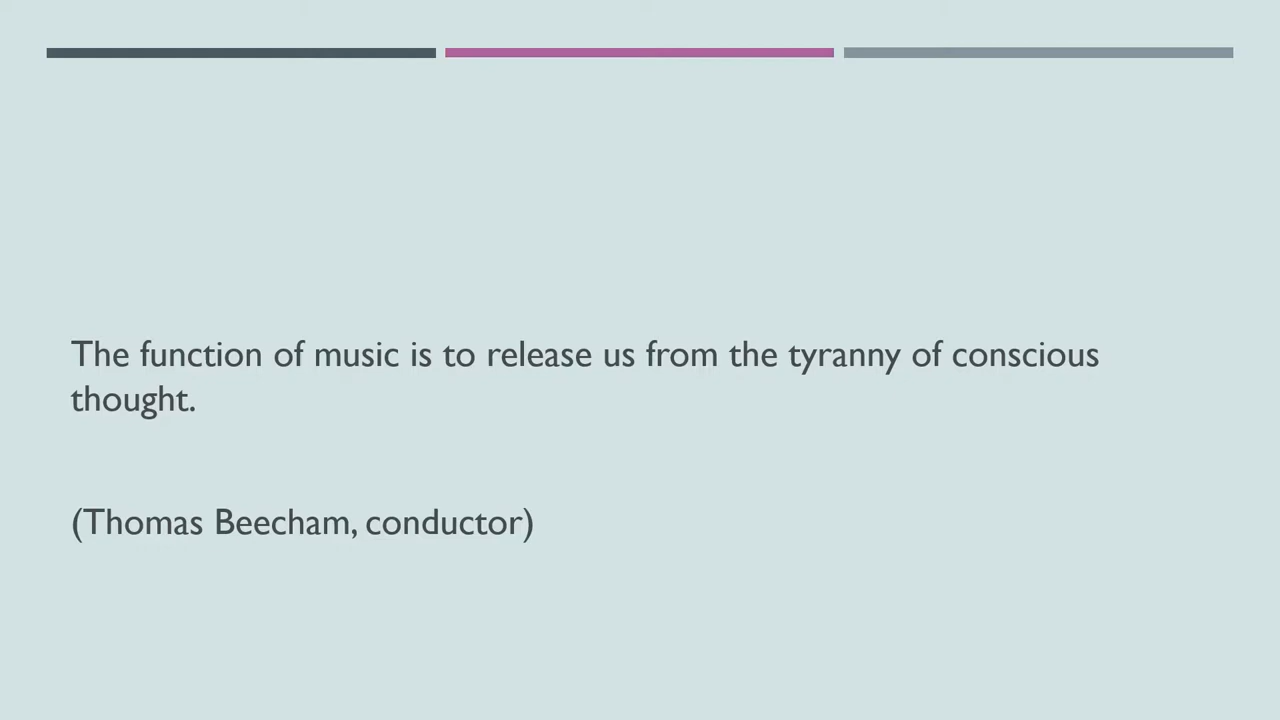 The function of music is to release us from the tyranny of conscious
thought.
(Thomas Beecham, conductor)